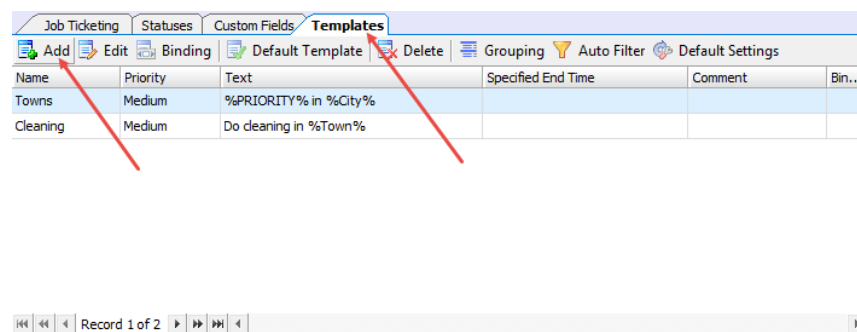 Job Ticketing Statuses Custom Fields Templates
Add Edit Binding Default Template Delete Grouping Auto Filter Default Settings
Name Priority Text Specified End Time Comment Bin...
Towns Medium %PRIORITY% in %City%
Cleaning Medium Do cleaning in %Town%
Record 1 of 2